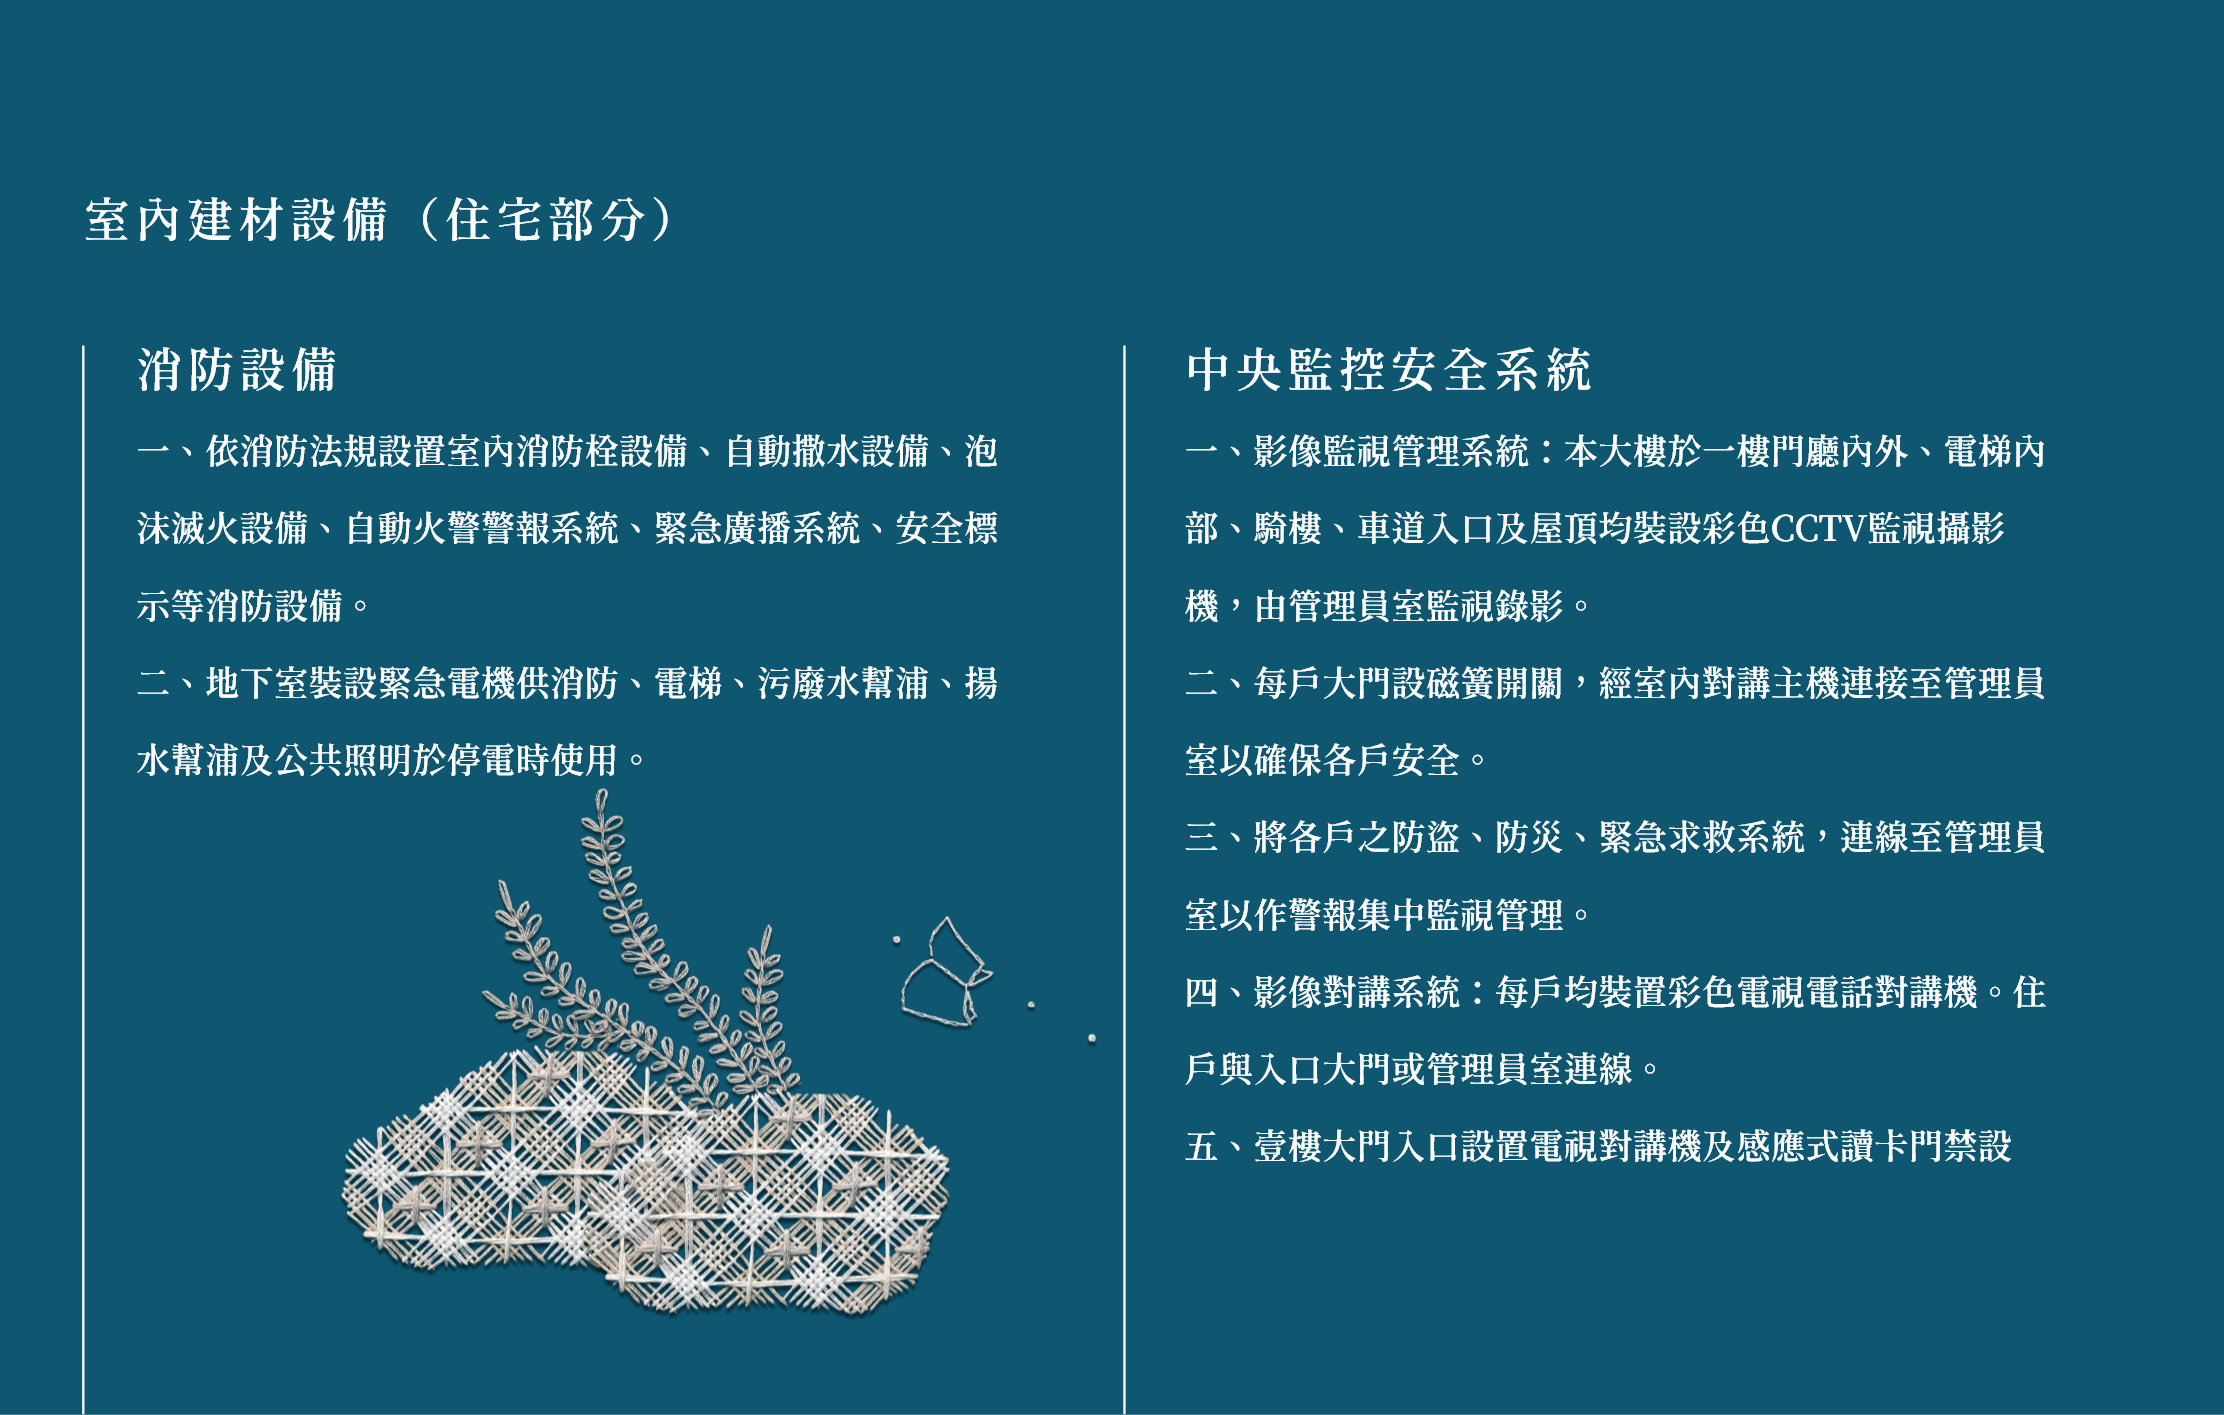 室內建材設備（住宅部分）
消防設備
一、依消防法規設置室內消防栓設備、自動撒水設備、泡
沫滅火設備、自動火警警報系統、緊急廣播系統、安全標
示等消防設備。
二、地下室裝設緊急電機供消防、電梯、污廢水幫浦、揚
水幫浦及公共照明於停電時使用。
中央監控安全系統
一、影像監視管理系統：本大樓於一樓門廳內外、電梯內
部、騎樓、車道入口及屋頂均裝設彩色CCTV監視攝影
機，由管理員室監視錄影。
二、每戶大門設磁簧開關，經室內對講主機連接至管理員
室以確保各戶安全。
三、將各戶之防盜、防災、緊急求救系統，連線至管理員
室以作警報集中監視管理。
四、影像對講系統：每戶均裝置彩色電視電話對講機。住
戶與入口大門或管理員室連線。
五、壹樓大門入口設置電視對講機及感應式讀卡門禁設